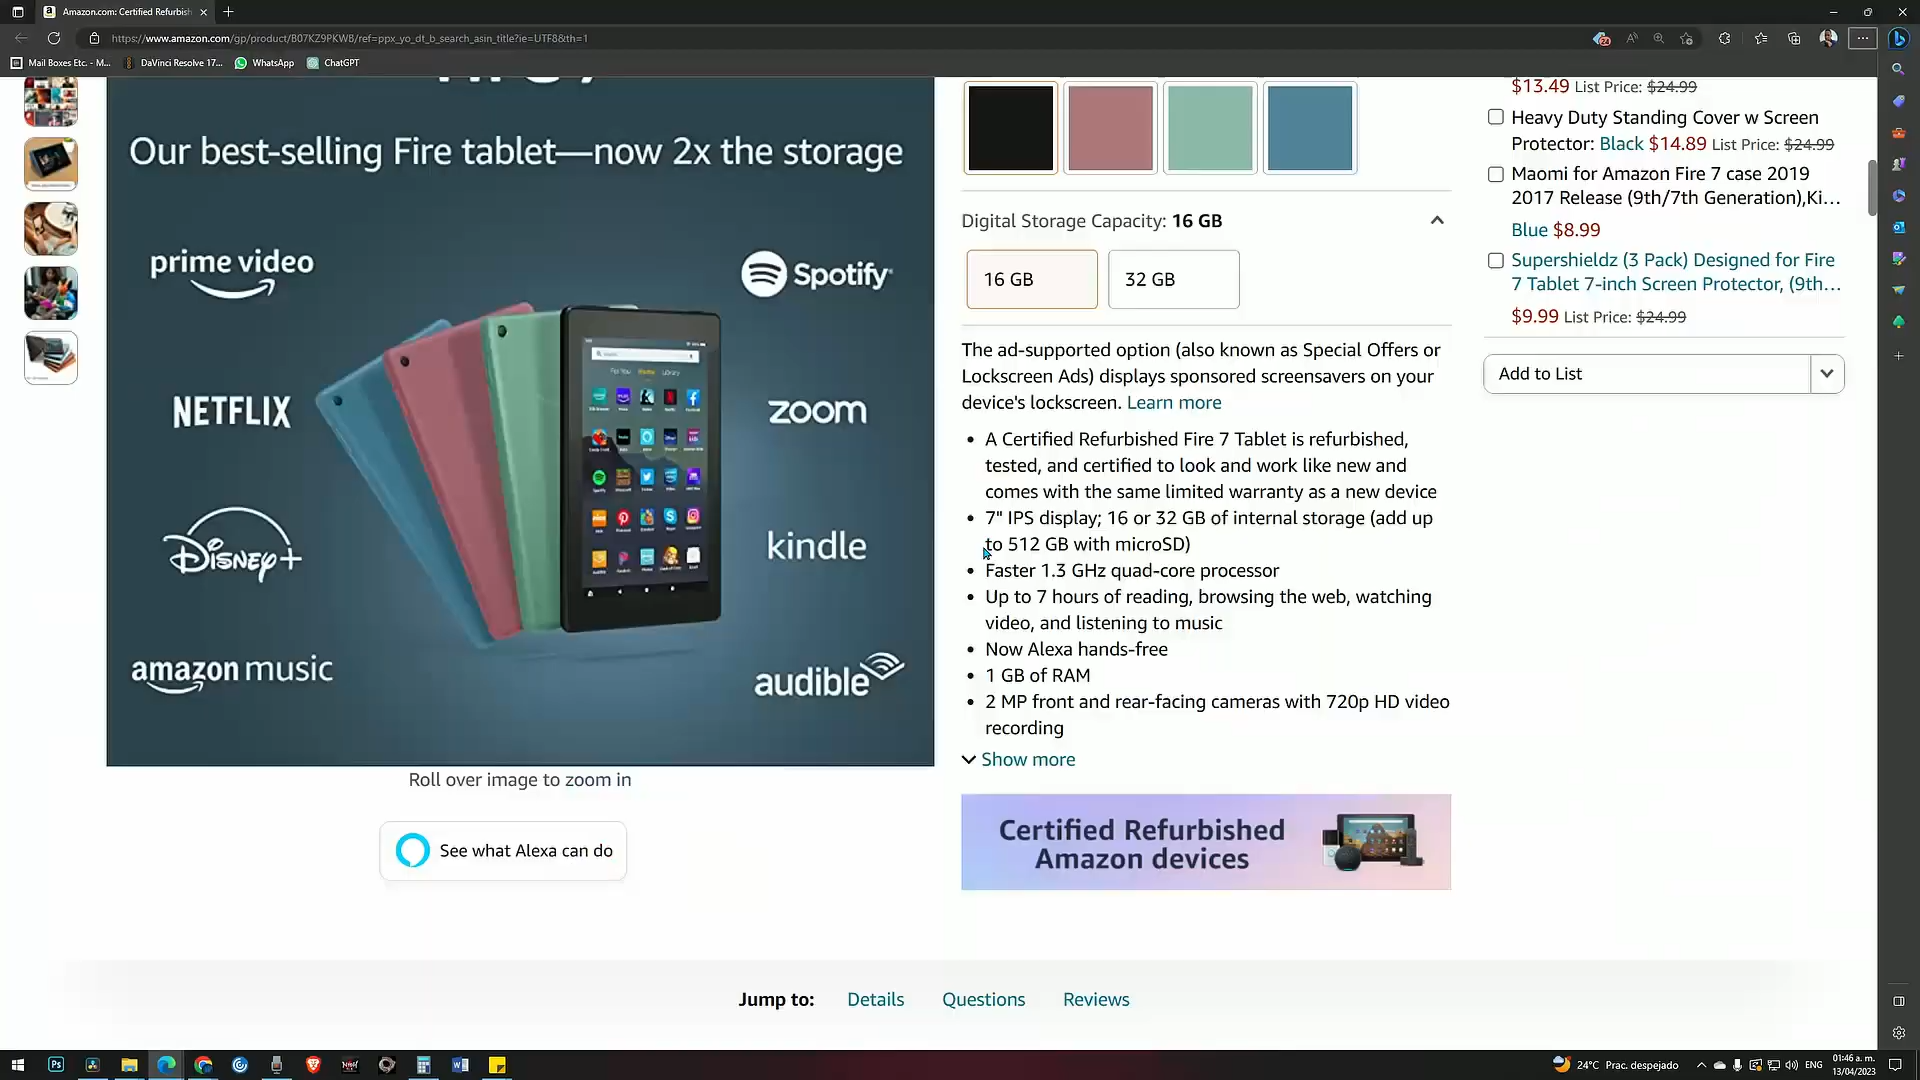 Amazon.com: Certified Refurbish
https://www.amazon.com/gp/product/B07KZ9PKWB/ref=ppx_yo_dt_b_search_asin_title?ie=UTF8&th=1
24
Mail Boxes Etc. - M...
DaVinci Resolve 17...
WhatsApp
ChatGPT
Our best-selling Fire tablet—now 2x the storage
prime video
Spotify
NETFLIX
zoom
Disney+
kindle
amazon music
audible
Roll over image to zoom in
See what Alexa can do
Digital Storage Capacity: 16 GB
16 GB
32 GB
The ad-supported option (also known as Special Offers or
Lockscreen Ads) displays sponsored screensavers on your
device's lockscreen. Learn more
• A Certified Refurbished Fire 7 Tablet is refurbished,
tested, and certified to look and work like new and
comes with the same limited warranty as a new device
• 7" IPS display; 16 or 32 GB of internal storage (add up
to 512 GB with microSD)
• Faster 1.3 GHz quad-core processor
• Up to 7 hours of reading, browsing the web, watching
video, and listening to music
• Now Alexa hands-free
• 1 GB of RAM
• 2 MP front and rear-facing cameras with 720p HD video
recording
Show more
Certified Refurbished
Amazon devices
$13.49 List Price: $24.99
Heavy Duty Standing Cover w Screen
Protector: Black $14.89 List Price: $24.99
Maomi for Amazon Fire 7 case 2019
2017 Release (9th/7th Generation),Ki...
Blue $8.99
Supershieldz (3 Pack) Designed for Fire
7 Tablet 7-inch Screen Protector, (9th...
$9.99 List Price: $24.99
Add to List
Jump to: Details Questions Reviews
24°C Prac. despejado
ENG
01:46 a. m.
13/04/2023